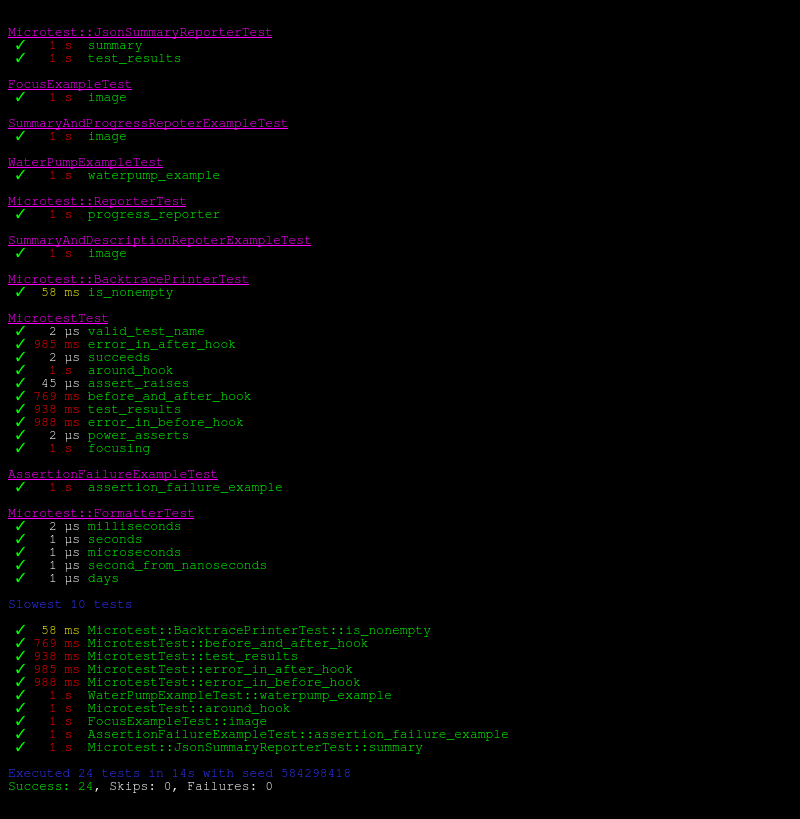 Microtest::JsonSummaryReporterTest
✓ 1 s summary
✓ 1 s test_results
FocusExampleTest
✓ 1 s image
SummaryAndProgressRepoterExampleTest
✓ 1 s image
WaterPumpExampleTest
✓ 1 s waterpump_example
Microtest::ReporterTest
✓ 1 s progress_reporter
SummaryAndDescriptionRepoterExampleTest
✓ 1 s image
Microtest::BacktracePrinterTest
✓ 58 ms is_nonempty
MicrotestTest
✓ 2 µs valid_test_name
✓ 985 ms error_in_after_hook
✓ 2 µs succeeds
✓ 1 s around_hook
✓ 45 µs assert_raises
✓ 769 ms before_and_after_hook
✓ 938 ms test_results
✓ 988 ms error_in_before_hook
✓ 2 µs power_asserts
✓ 1 s focusing
AssertionFailureExampleTest
✓ 1 s assertion_failure_example
Microtest::FormatterTest
✓ 2 µs milliseconds
✓ 1 µs seconds
✓ 1 µs microseconds
✓ 1 µs second_from_nanoseconds
✓ 1 µs days
Slowest 10 tests
✓ 58 ms Microtest::BacktracePrinterTest::is_nonempty
✓ 769 ms MicrotestTest::before_and_after_hook
✓ 938 ms MicrotestTest::test_results
✓ 985 ms MicrotestTest::error_in_after_hook
✓ 988 ms MicrotestTest::error_in_before_hook
✓ 1 s WaterPumpExampleTest::waterpump_example
✓ 1 s MicrotestTest::around_hook
✓ 1 s FocusExampleTest::image
✓ 1 s AssertionFailureExampleTest::assertion_failure_example
✓ 1 s Microtest::JsonSummaryReporterTest::summary
Executed 24 tests in 14s with seed 584298418
Success: 24, Skips: 0, Failures: 0